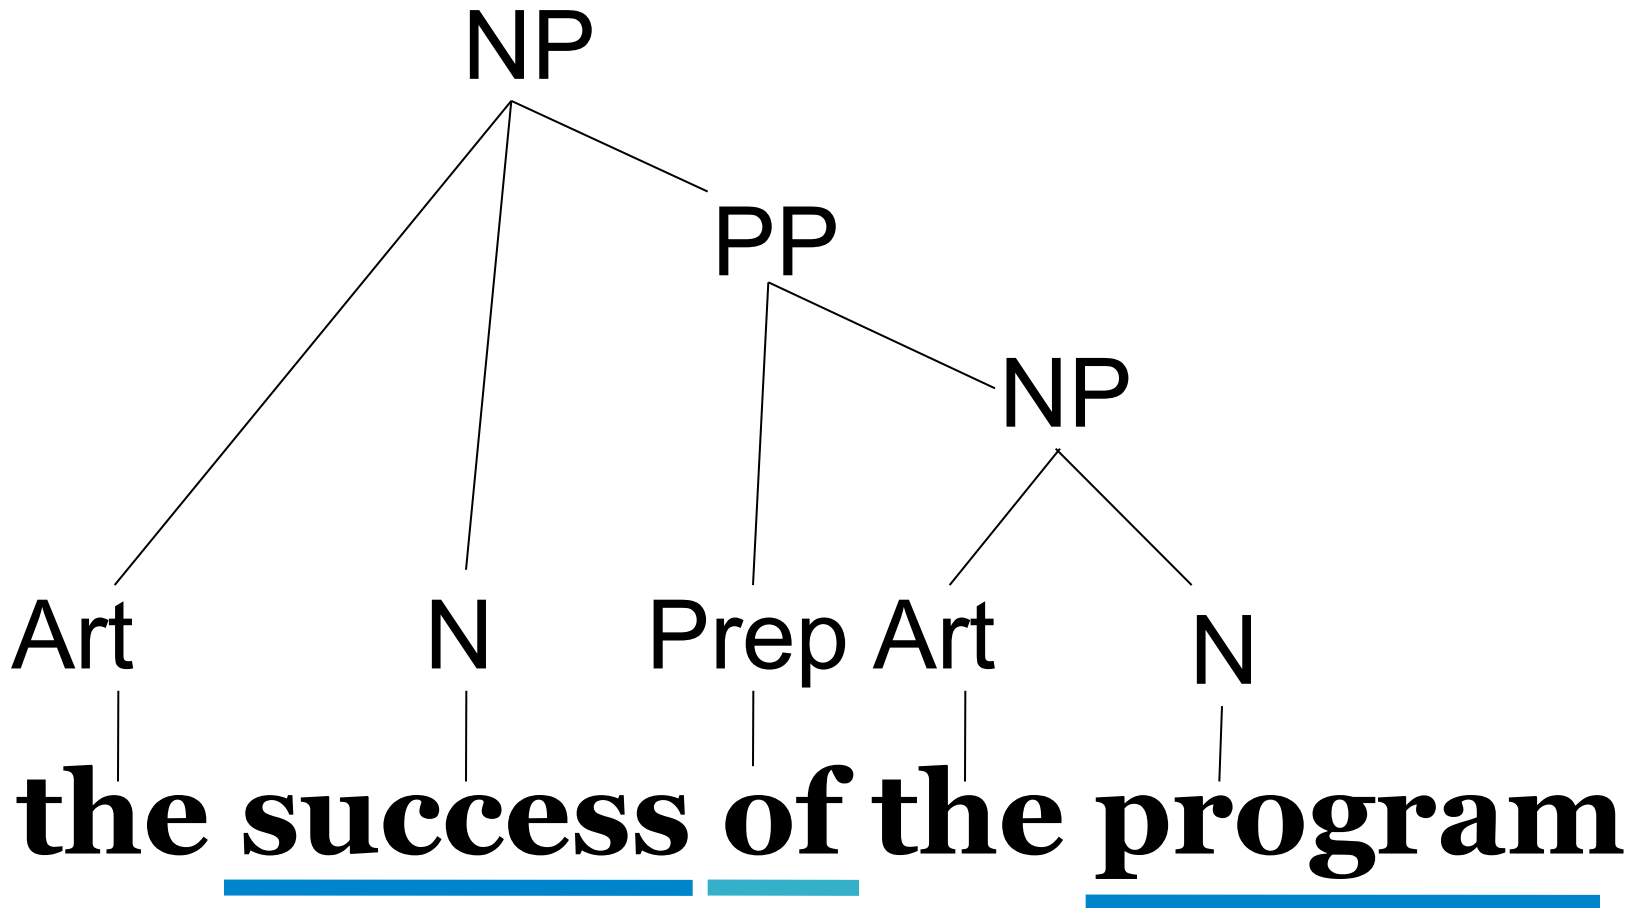 NP
PP
NP
Art N Prep Art N
the success of the program